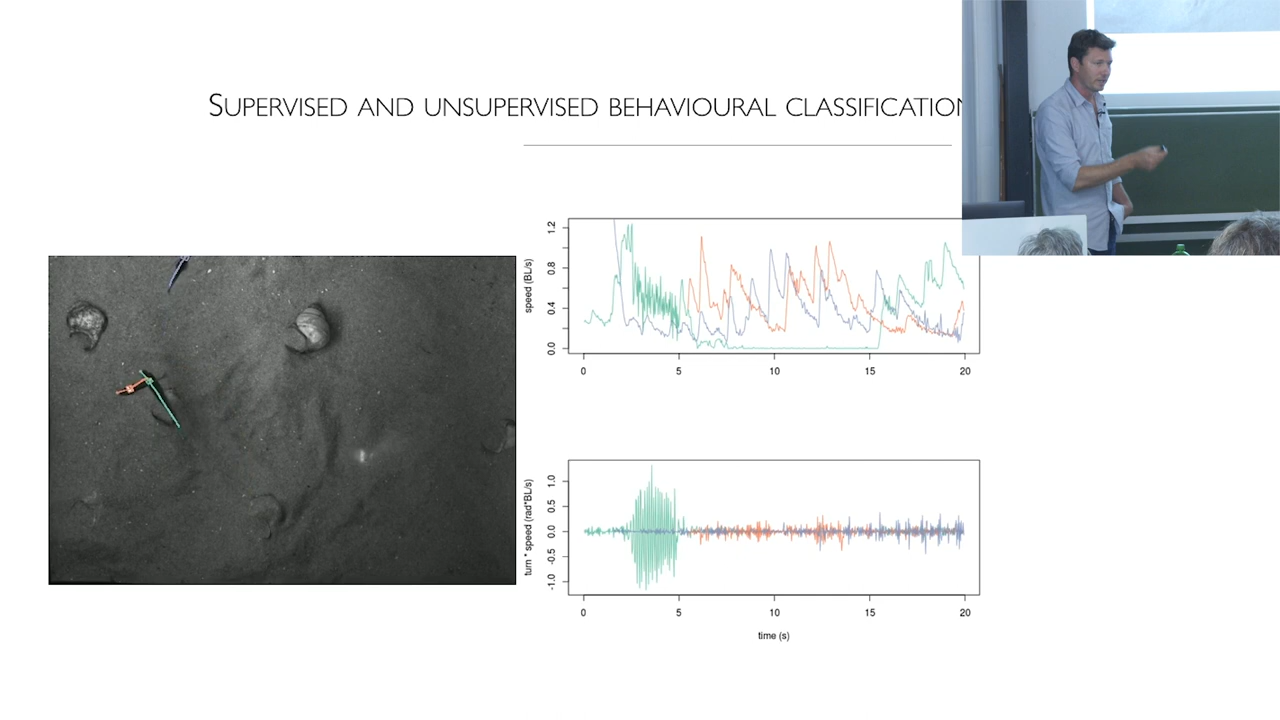 SUPERVISED AND UNSUPERVISED BEHAVIOURAL CLASSIFICATION
speed (BL/s)
1.2
0.8
0.4
0.0
0 5 10 15 20
turn * speed (rad*BL/s)
1.0
0.5
0.0
-0.5
-1.0
0 5 10 15 20
time (s)